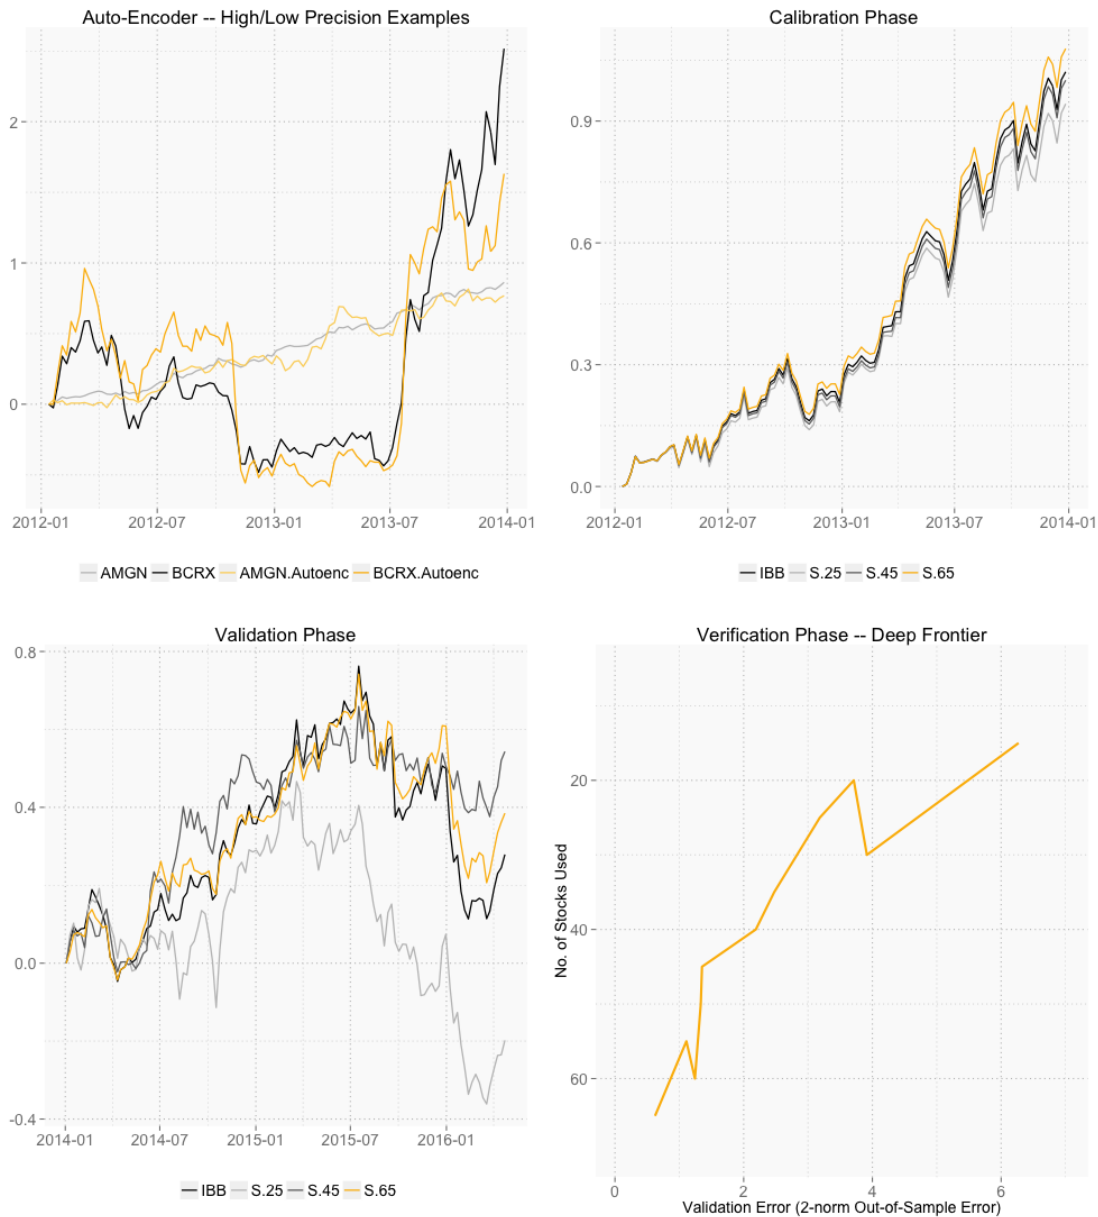 Auto-Encoder -- High/Low Precision Examples
2
1
0
2012-01 2012-07 2013-01 2013-07 2014-01
AMGN BCRX AMGN.Autoenc BCRX.Autoenc
Calibration Phase
0.9
0.6
0.3
0.0
2012-01 2012-07 2013-01 2013-07 2014-01
IBB S.25 S.45 S.65
Validation Phase
0.8
0.4
0.0
-0.4
2014-01 2014-07 2015-01 2015-07 2016-01
IBB S.25 S.45 S.65
Verification Phase -- Deep Frontier
No. of Stocks Used
20
40
60
0 2 4 6
Validation Error (2-norm Out-of-Sample Error)